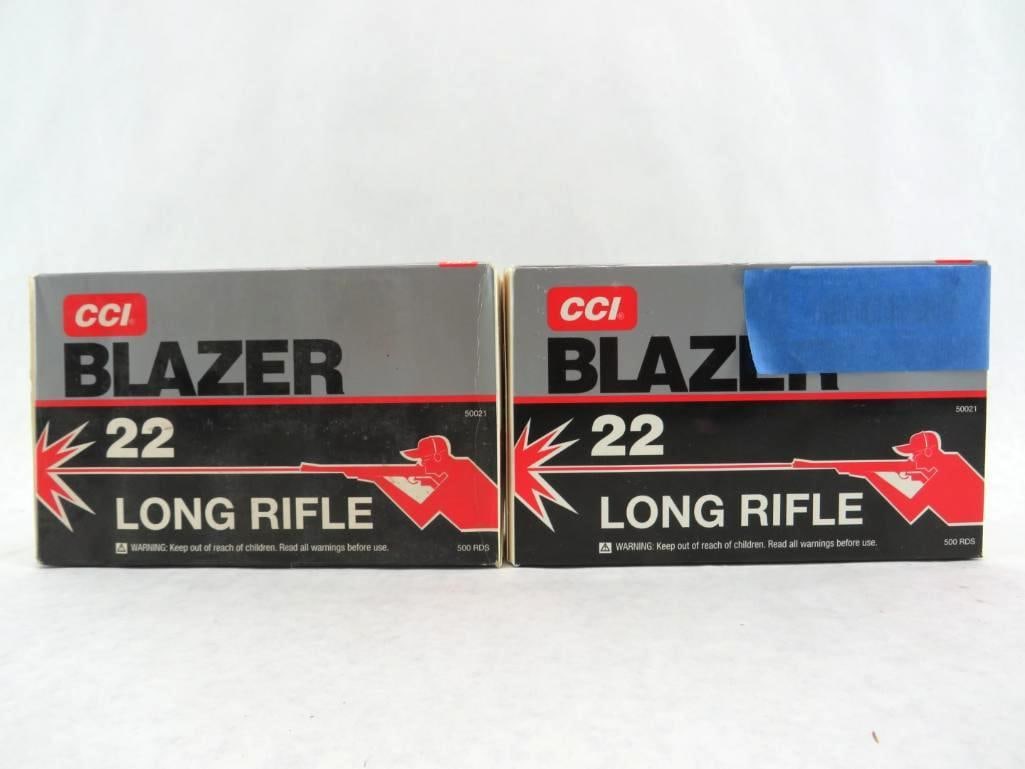 CCI
BLAZER
50021
22
LONG RIFLE
WARNING: Keep out of reach of children. Read all warnings before use.
500 RDS
CCI
BLAZER
50021
22
LONG RIFLE
WARNING: Keep out of reach of children. Read all warnings before use.
500 RDS